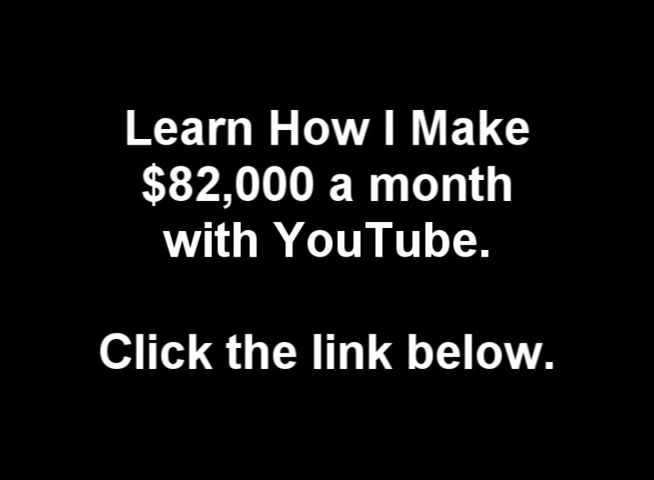 Learn How I Make
$82,000 a month
with YouTube.
Click the link below.